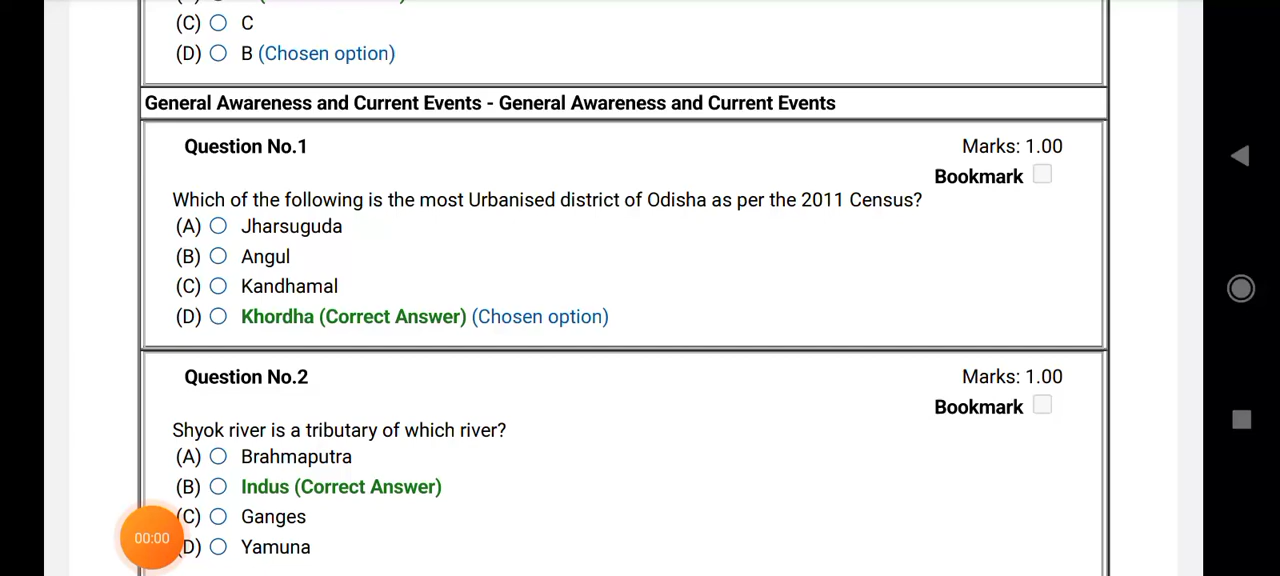 (C) C
(D) B (Chosen option)
General Awareness and Current Events - General Awareness and Current Events
Question No.1 Marks: 1.00
Bookmark
Which of the following is the most Urbanised district of Odisha as per the 2011 Census?
(A) Jharsuguda
(B) Angul
(C) Kandhamal
(D) Khordha (Correct Answer) (Chosen option)
Question No.2 Marks: 1.00
Bookmark
Shyok river is a tributary of which river?
(A) Brahmaputra
(B) Indus (Correct Answer)
(C) Ganges
00:00
D) Yamuna